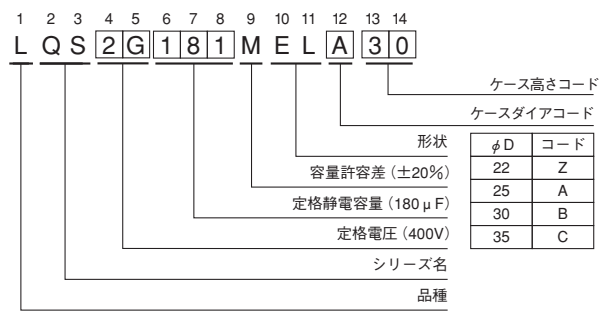 1 2 3 4 5 6 7 8 9 10 11 12 13 14
L Q S 2 G 1 8 1 M E L A 3 0
ケース高さコード
ケースダイアコード
形状
容量許容差 (±20%)
定格静電容量 (180μF)
定格電圧 (400V)
シリーズ名
品種
φD コード
22 Z
25 A
30 B
35 C